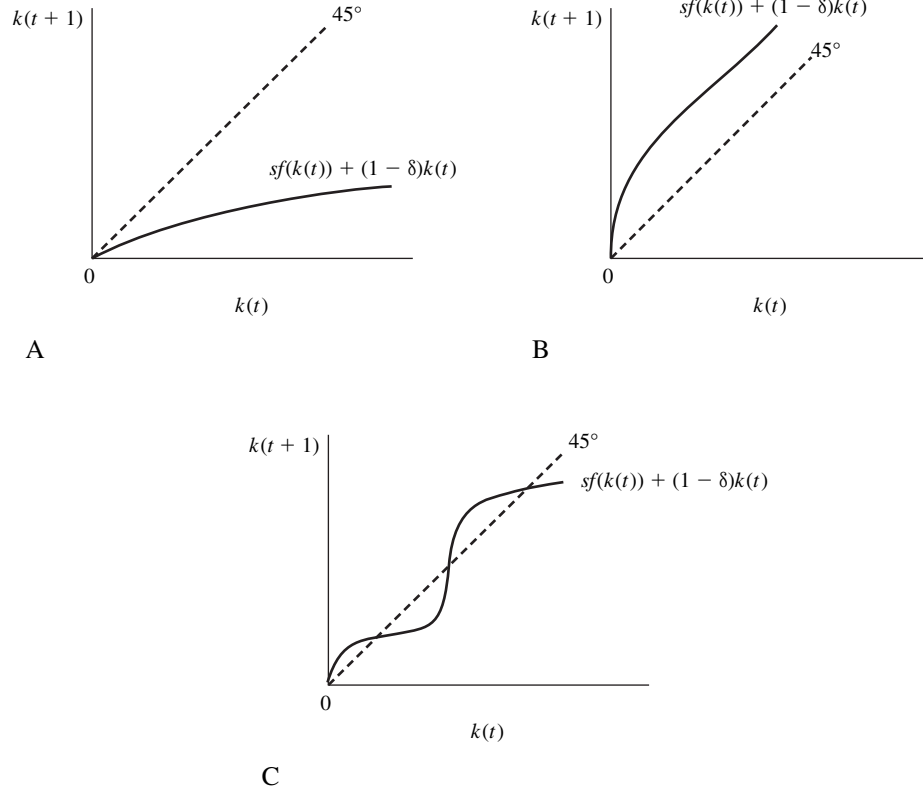 k(t + 1)
45°
sf(k(t)) + (1 − δ)k(t)
0
k(t)
A
sf(k(t)) + (1 − δ)k(t)
k(t + 1)
45°
0
k(t)
B
k(t + 1)
45°
sf(k(t)) + (1 − δ)k(t)
0
k(t)
C